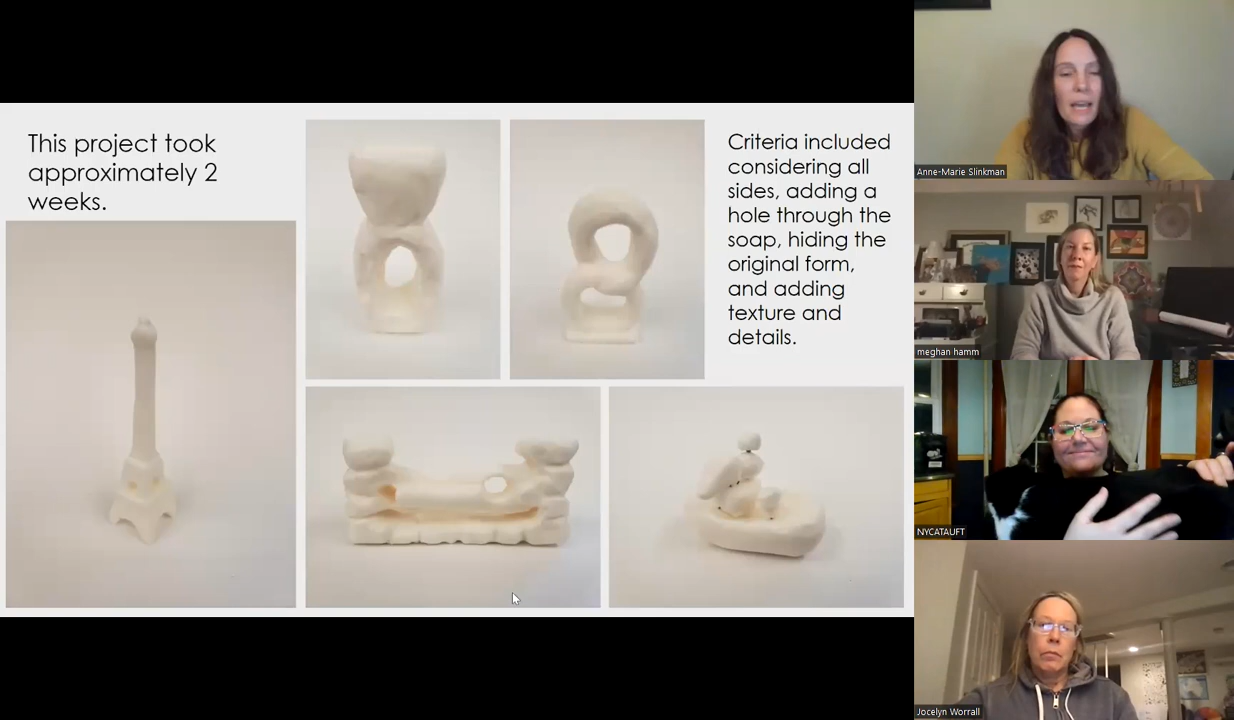 This project took
approximately 2
weeks.
Criteria included
considering all
sides, adding a
hole through the
soap, hiding the
original form,
and adding
texture and
details.
Anne-Marie Slinkman
meghan hamm
NYCATAUFT
Jocelyn Worrall